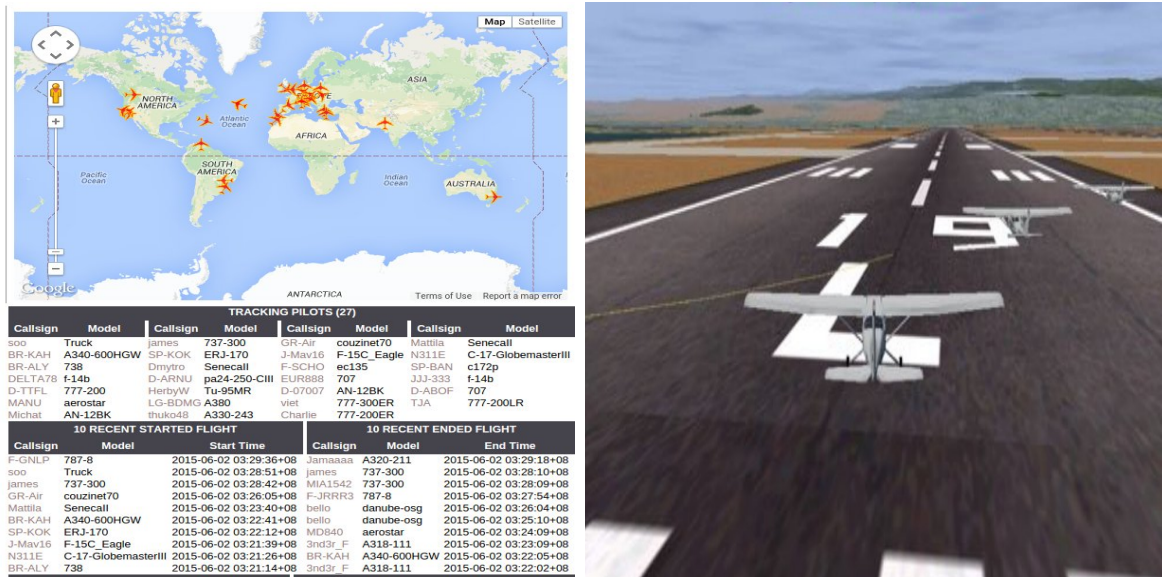 Map Satellite
ASIA
NORTH AMERICA
Atlantic Ocean
AFRICA
SOUTH AMERICA
Pacific Ocean
Indian Ocean
AUSTRALIA
Google
ANTARCTICA
Terms of Use Report a map error
TRACKING PILOTS (27)
Callsign Model Callsign Model Callsign Model Callsign Model
soo Truck james 737-300 GR-Air couzinet70 Mattila SenecaII
BR-KAH A340-600HGW SP-KOK ERJ-170 J-Mav16 F-15C_Eagle N311E C-17-GlobemasterIII
BR-ALY 738 Dmytro SenecaII F-SCHO ec135 SP-BAN c172p
DELTA78 f-14b D-ARNU pa24-250-CIII EUR888 707 JJJ-333 f-14b
D-TTFL 777-200 HerbyW Tu-95MR D-07007 AN-12BK D-ABOF 707
MANU aerostar LG-BDMG A380 viet 777-300ER TJA 777-200LR
Michat AN-12BK thuko48 A330-243 Charlie 777-200ER
10 RECENT STARTED FLIGHT
Callsign Model Start Time
F-GNLP 787-8 2015-06-02 03:29:36+08
soo Truck 2015-06-02 03:28:51+08
james 737-300 2015-06-02 03:28:42+08
GR-Air couzinet70 2015-06-02 03:26:05+08
Mattila SenecaII 2015-06-02 03:23:40+08
BR-KAH A340-600HGW 2015-06-02 03:22:41+08
SP-KOK ERJ-170 2015-06-02 03:22:12+08
J-Mav16 F-15C_Eagle 2015-06-02 03:21:39+08
N311E C-17-GlobemasterIII 2015-06-02 03:21:26+08
BR-ALY 738 2015-06-02 03:21:14+08
10 RECENT ENDED FLIGHT
Callsign Model End Time
Jamaaaa A320-211 2015-06-02 03:29:18+08
james 737-300 2015-06-02 03:28:10+08
MIA1542 737-300 2015-06-02 03:28:09+08
F-JRRR3 787-8 2015-06-02 03:27:54+08
bello danube-osg 2015-06-02 03:26:04+08
bello danube-osg 2015-06-02 03:25:10+08
MD840 aerostar 2015-06-02 03:24:09+08
3nd3r_F A318-111 2015-06-02 03:23:09+08
BR-KAH A340-600HGW 2015-06-02 03:22:05+08
3nd3r_F A318-111 2015-06-02 03:22:02+08
19
L